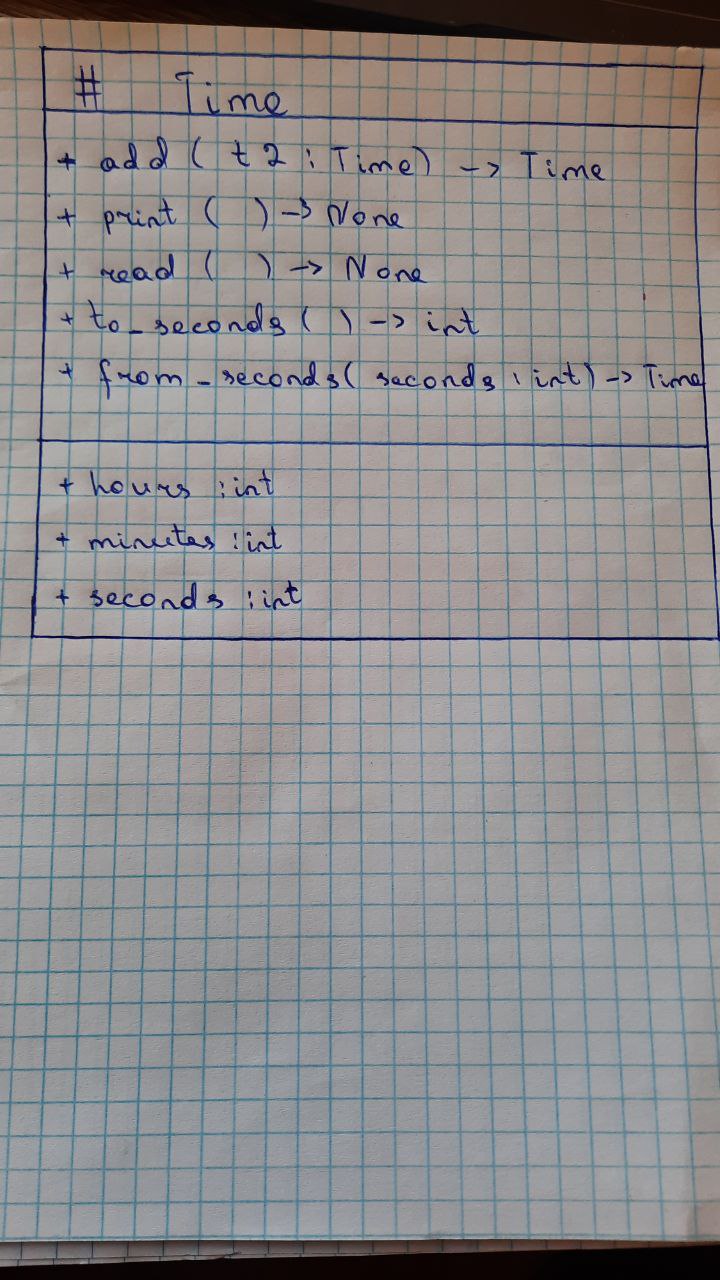 # Time
+ add ( t2 : Time) -> Time
+ print ( ) -> None
+ read ( ) -> None
+ to_seconds ( ) -> int
+ from_seconds( seconds : int) -> Time
+ hours : int
+ minutes : int
+ seconds : int